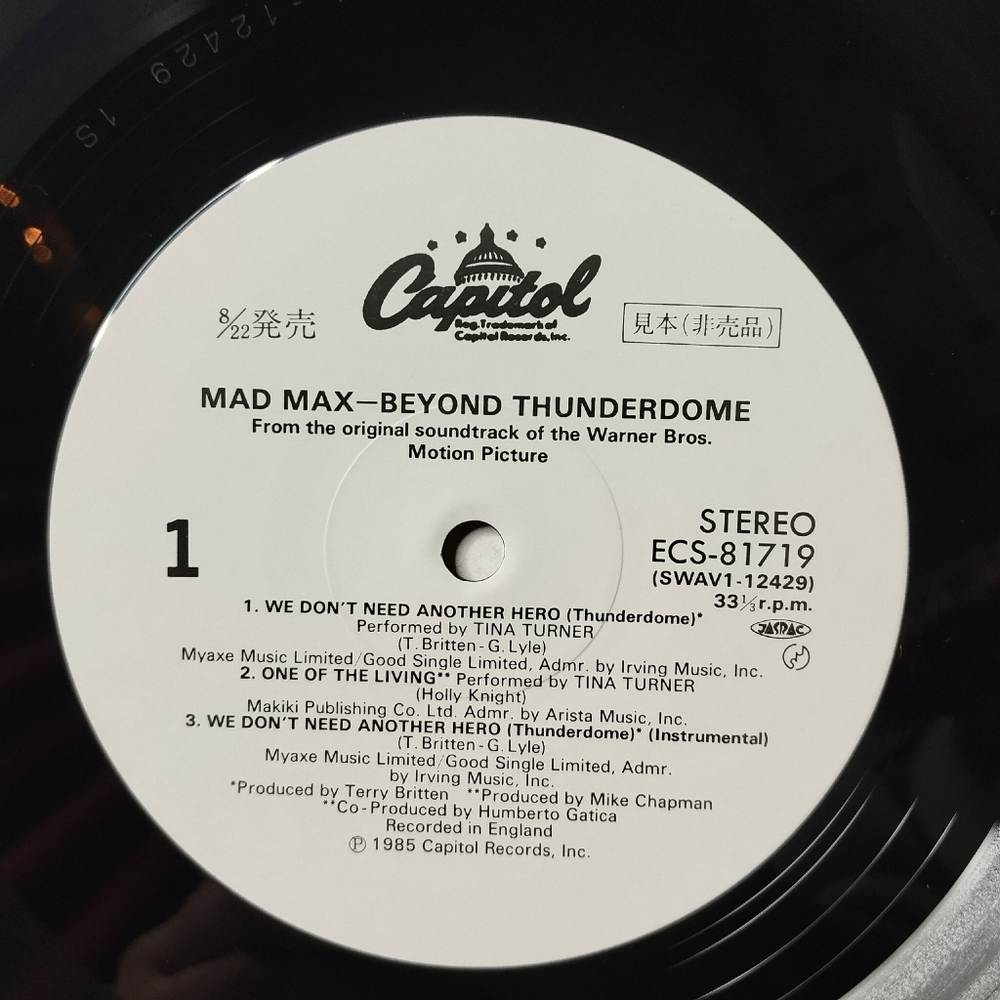 12429 1S
Capitol
Reg. Trademark of
Capitol Records, Inc.
8/22発売
見本(非売品)
MAD MAX—BEYOND THUNDERDOME
From the original soundtrack of the Warner Bros.
Motion Picture
1
STEREO
ECS-81719
(SWAV1-12429)
33⅓r.p.m.
JASRAC
1. WE DON'T NEED ANOTHER HERO (Thunderdome)*
Performed by TINA TURNER
(T. Britten-G. Lyle)
Myaxe Music Limited/Good Single Limited, Admr. by Irving Music, Inc.
2. ONE OF THE LIVING** Performed by TINA TURNER
(Holly Knight)
Makiki Publishing Co. Ltd. Admr. by Arista Music, Inc.
3. WE DON'T NEED ANOTHER HERO (Thunderdome)* (Instrumental)
(T. Britten-G. Lyle)
Myaxe Music Limited/Good Single Limited, Admr.
by Irving Music, Inc.
*Produced by Terry Britten **Produced by Mike Chapman
**Co-Produced by Humberto Gatica
Recorded in England
℗ 1985 Capitol Records, Inc.